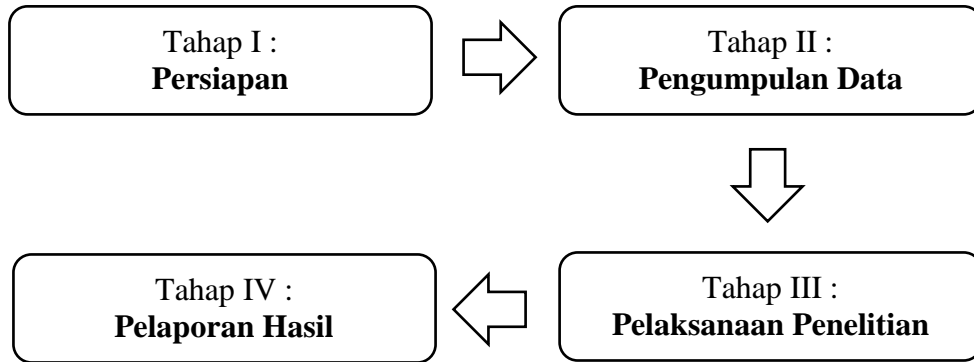 Tahap I :
Persiapan
Tahap II :
Pengumpulan Data
Tahap III :
Pelaksanaan Penelitian
Tahap IV :
Pelaporan Hasil